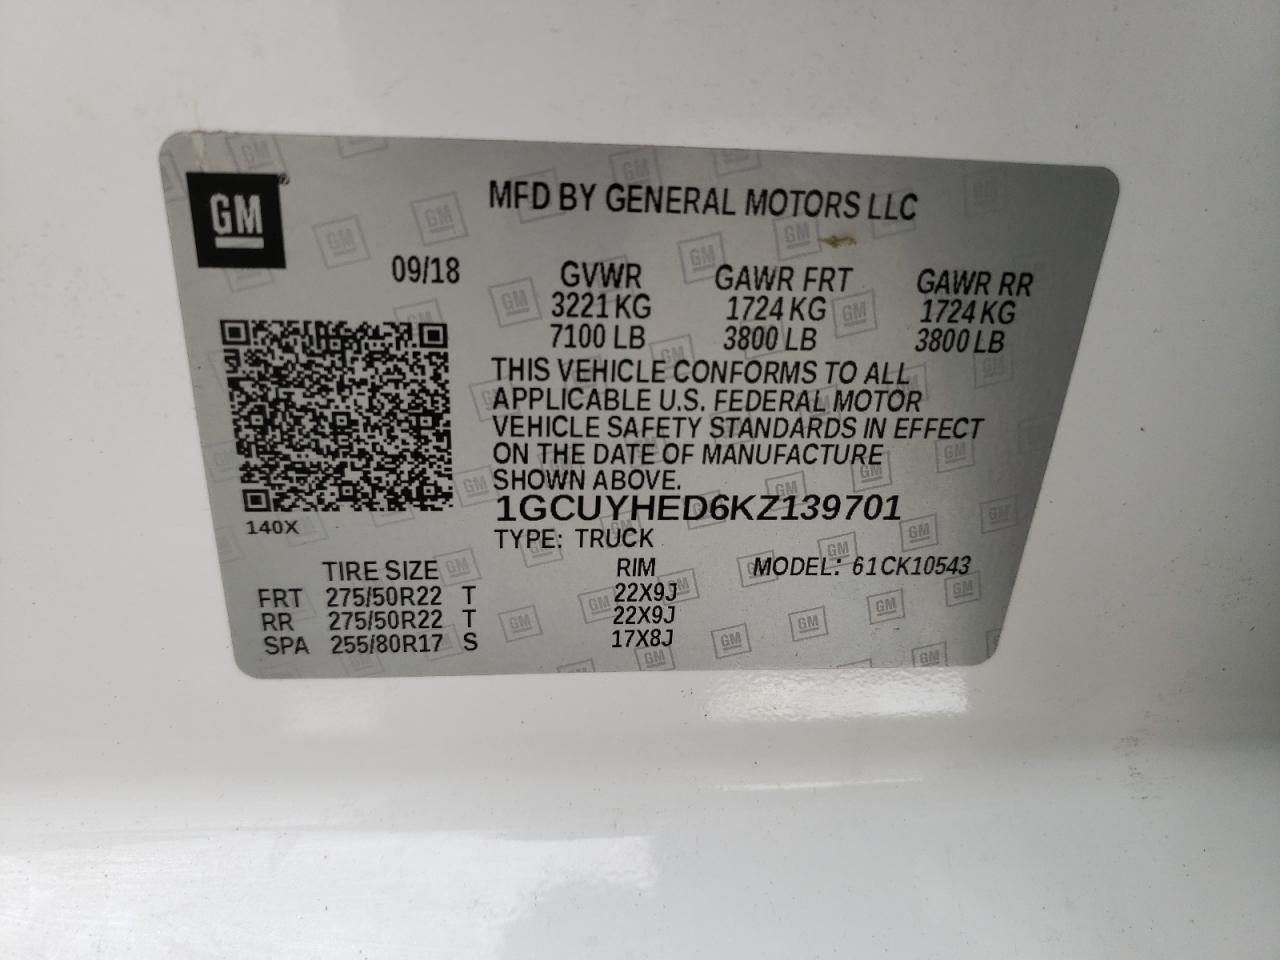 GM
MFD BY GENERAL MOTORS LLC
09/18
GVWR GAWR FRT GAWR RR
3221 KG 1724 KG 1724 KG
7100 LB 3800 LB 3800 LB
THIS VEHICLE CONFORMS TO ALL
APPLICABLE U.S. FEDERAL MOTOR
VEHICLE SAFETY STANDARDS IN EFFECT
ON THE DATE OF MANUFACTURE
SHOWN ABOVE.
1GCUYHED6KZ139701
140X
TYPE: TRUCK
TIRE SIZE RIM MODEL: 61CK10543
FRT 275/50R22 T 22X9J
RR 275/50R22 T 22X9J
SPA 255/80R17 S 17X8J